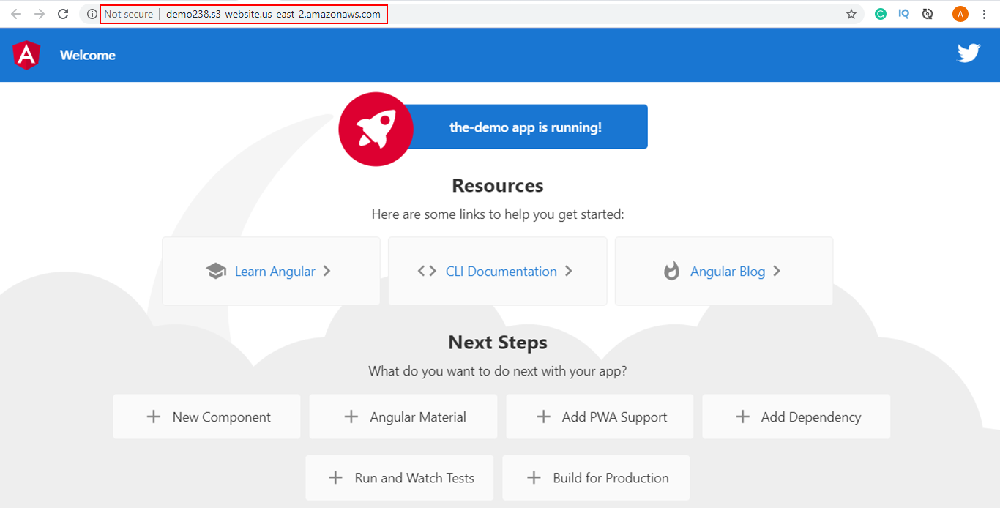 Not secure | demo238.s3-website.us-east-2.amazonaws.com
IQ
A
Welcome
the-demo app is running!
Resources
Here are some links to help you get started:
Learn Angular
CLI Documentation
Angular Blog
Next Steps
What do you want to do next with your app?
New Component
Angular Material
Add PWA Support
Add Dependency
Run and Watch Tests
Build for Production